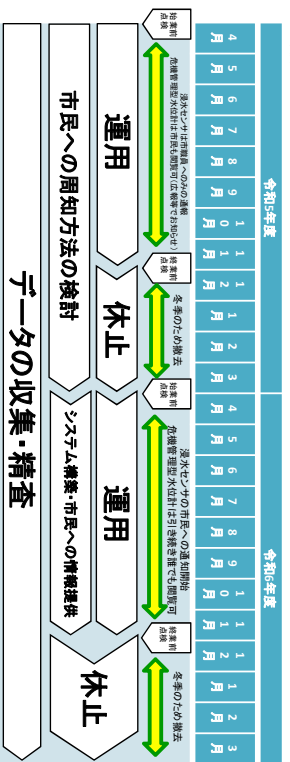 令和5年度
令和6年度
4月 5月 6月 7月 8月 9月 10月 11月 12月 1月 2月 3月 4月 5月 6月 7月 8月 9月 10月 11月 12月 1月 2月 3月
始業前
点検
浸水センサは市職員へのみの通報
危機管理型水位計は市民も閲覧可(広報等でお知らせ)
終業前
点検
冬季のため撤去
始業前
点検
浸水センサの市民への通知開始
危機管理型水位計は引き続き誰でも閲覧可
終業前
点検
冬季のため撤去
運用
休止
運用
休止
市民への周知方法の検討
システム構築・市民への情報提供
データの収集・精査